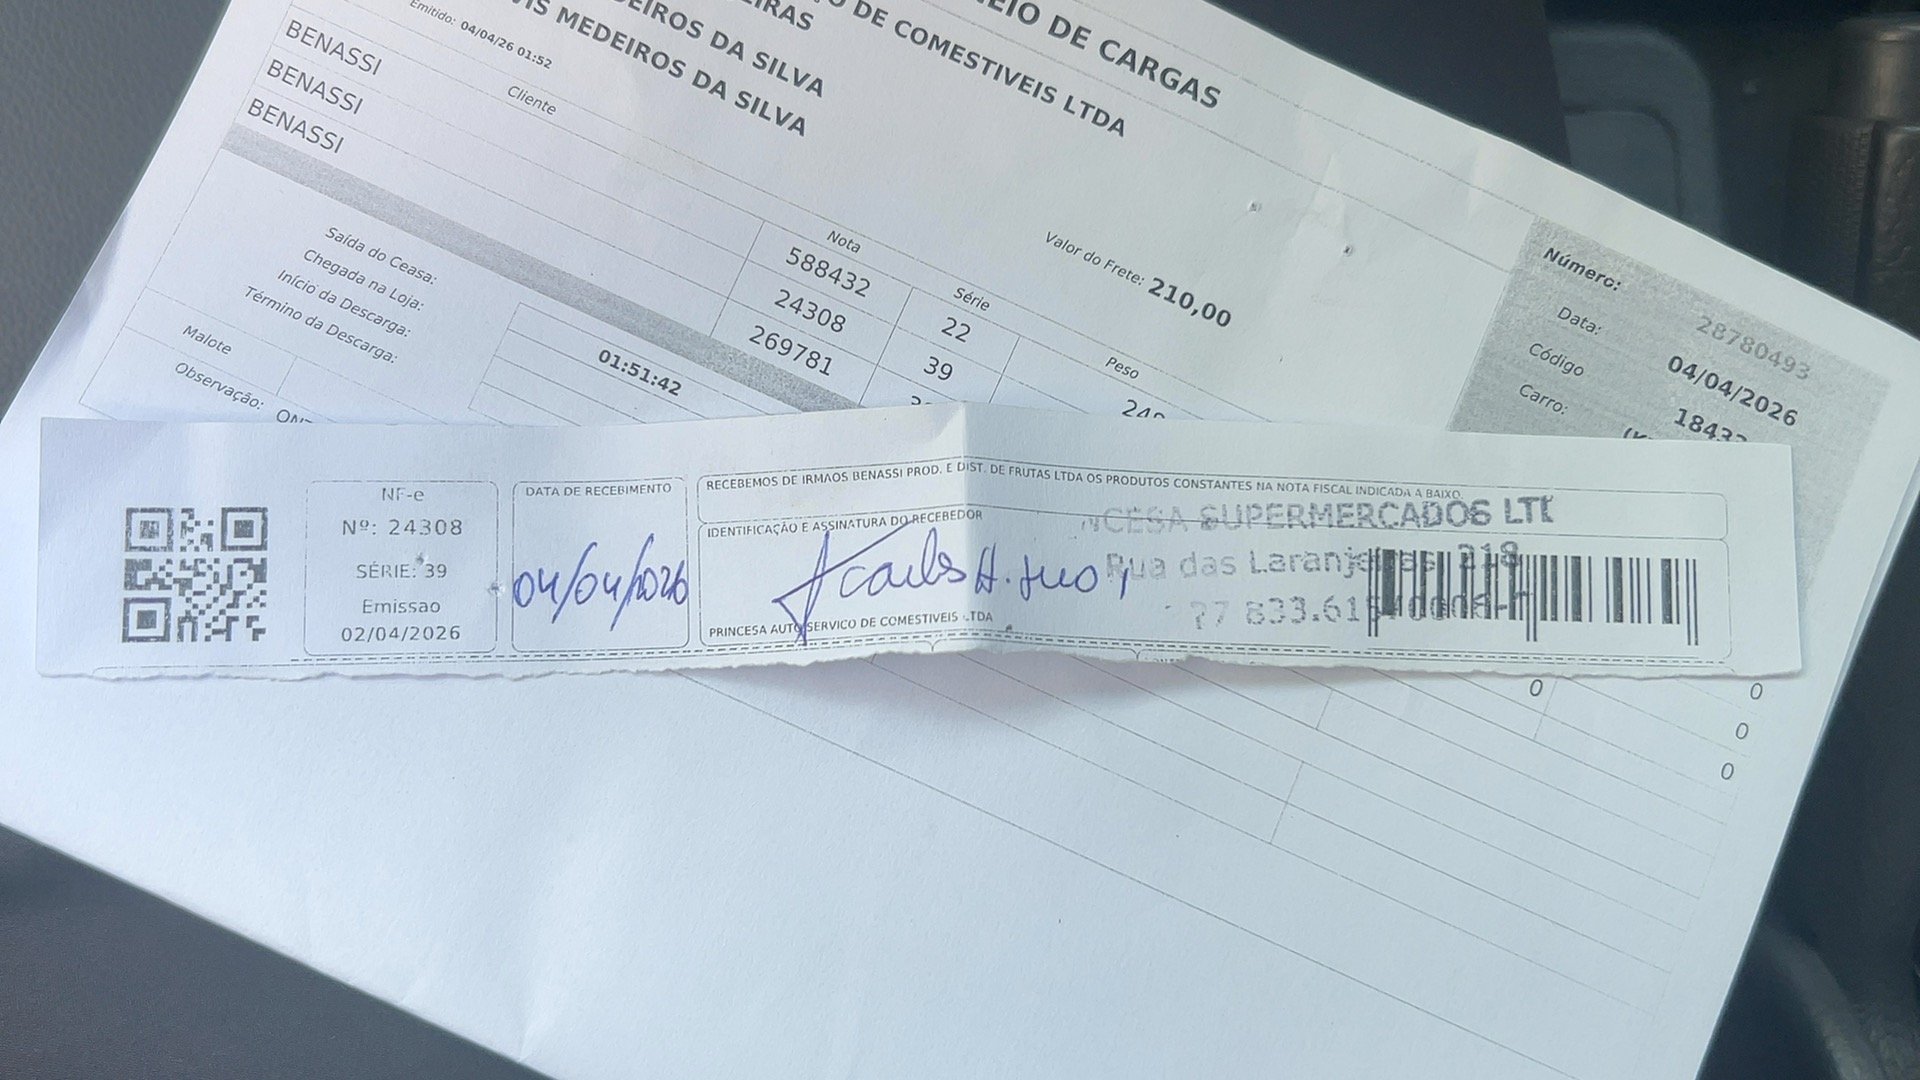 EIO DE CARGAS
O DE COMESTIVEIS LTDA
EIRAS
DEIROS DA SILVA
VIS MEDEIROS DA SILVA
Emitido: 04/04/26 01:52
Número: 28780493
Data: 04/04/2026
Código 18432
Carro:
Valor do Frete: 210,00
Cliente Nota Série Peso
BENASSI 588432 22
BENASSI 24308 39
BENASSI 269781
Saída do Ceasa: 01:51:42
Chegada na Loja:
Início da Descarga:
Término da Descarga:
Malote
Observação:
NF-e
Nº: 24308
SÉRIE: 39
Emissao
02/04/2026
DATA DE RECEBIMENTO
04/04/2026
RECEBEMOS DE IRMAOS BENASSI PROD. E DIST. DE FRUTAS LTDA OS PRODUTOS CONSTANTES NA NOTA FISCAL INDICADA A BAIXO.
IDENTIFICAÇÃO E ASSINATURA DO RECEBEDOR
PRINCESA AUTO SERVICO DE COMESTIVEIS LTDA
NCESA SUPERMERCADOS LTD
Rua das Laranjeiras, 218
0 0
0
0